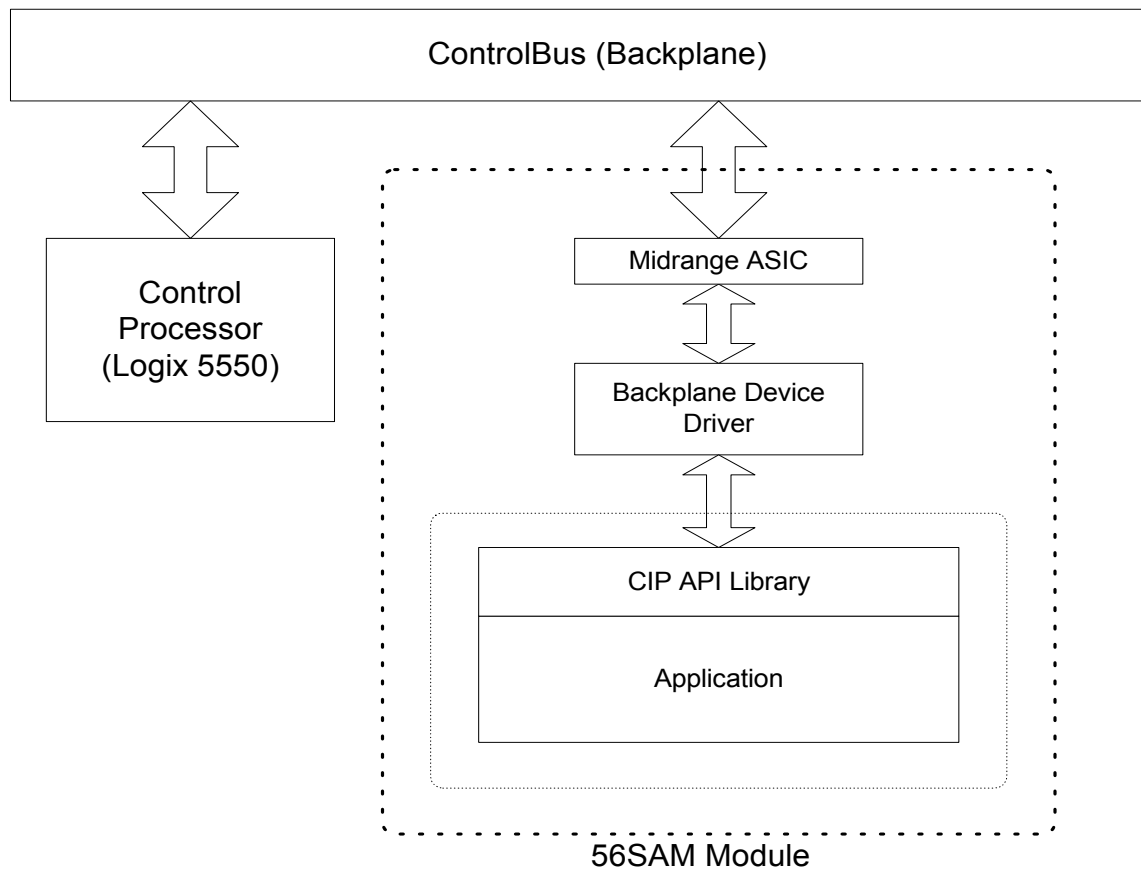 ControlBus (Backplane)
Control
Processor
(Logix 5550)
Midrange ASIC
Backplane Device
Driver
CIP API Library
Application
56SAM Module